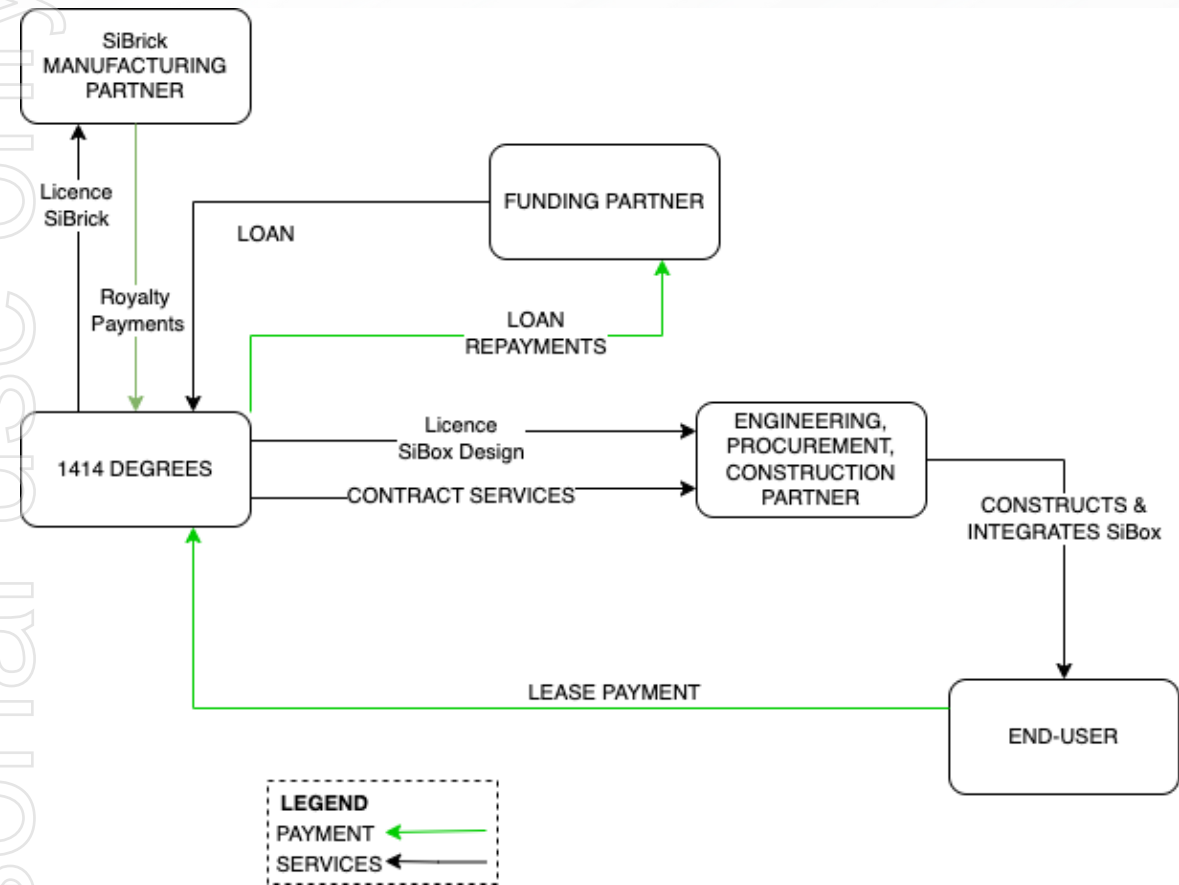 SiBrick
MANUFACTURING
PARTNER
Licence
SiBrick
Royalty
Payments
LOAN
FUNDING PARTNER
LOAN
REPAYMENTS
1414 DEGREES
Licence
SiBox Design
CONTRACT SERVICES
ENGINEERING,
PROCUREMENT,
CONSTRUCTION
PARTNER
CONSTRUCTS &
INTEGRATES SiBox
LEASE PAYMENT
END-USER
LEGEND
PAYMENT
SERVICES